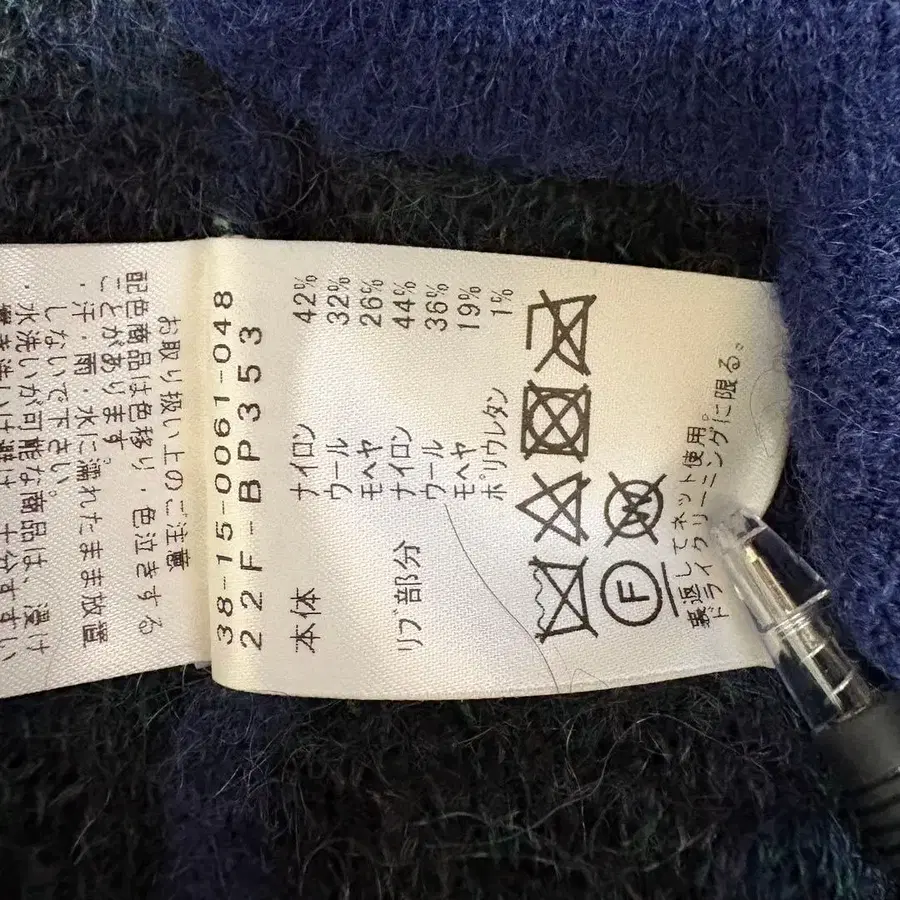 お取り扱い上のご注意
配色商品は色移り・色泣きする
ことがあります。
・汗・雨・水に濡れたまま放置
しないで下さい。
・水洗いが可能な商品は、漬け
38-15-0061-048
22F-BP353
本体 ナイロン 42%
ウール 32%
モヘヤ 26%
リブ部分 ナイロン 44%
ウール 36%
モヘヤ 19%
ポリウレタン 1%
F W
裏返してネット使用。
ドライクリーニングに限る。